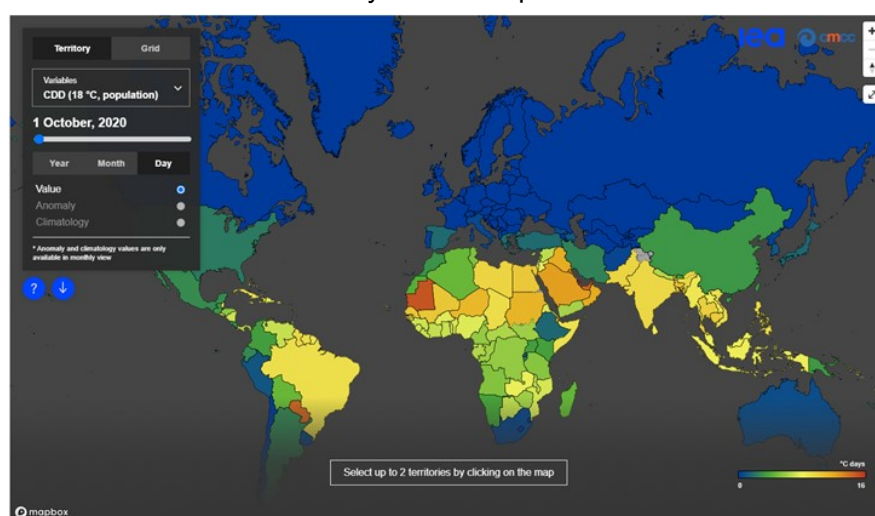 Territory
Grid
Variables
CDD (18 °C, population)
1 October, 2020
Year
Month
Day
Value
Anomaly
Climatology
* Anomaly and climatology values are only
available in monthly view
?
iea
cmcc
+
−
Select up to 2 territories by clicking on the map
°C days
0
16
mapbox